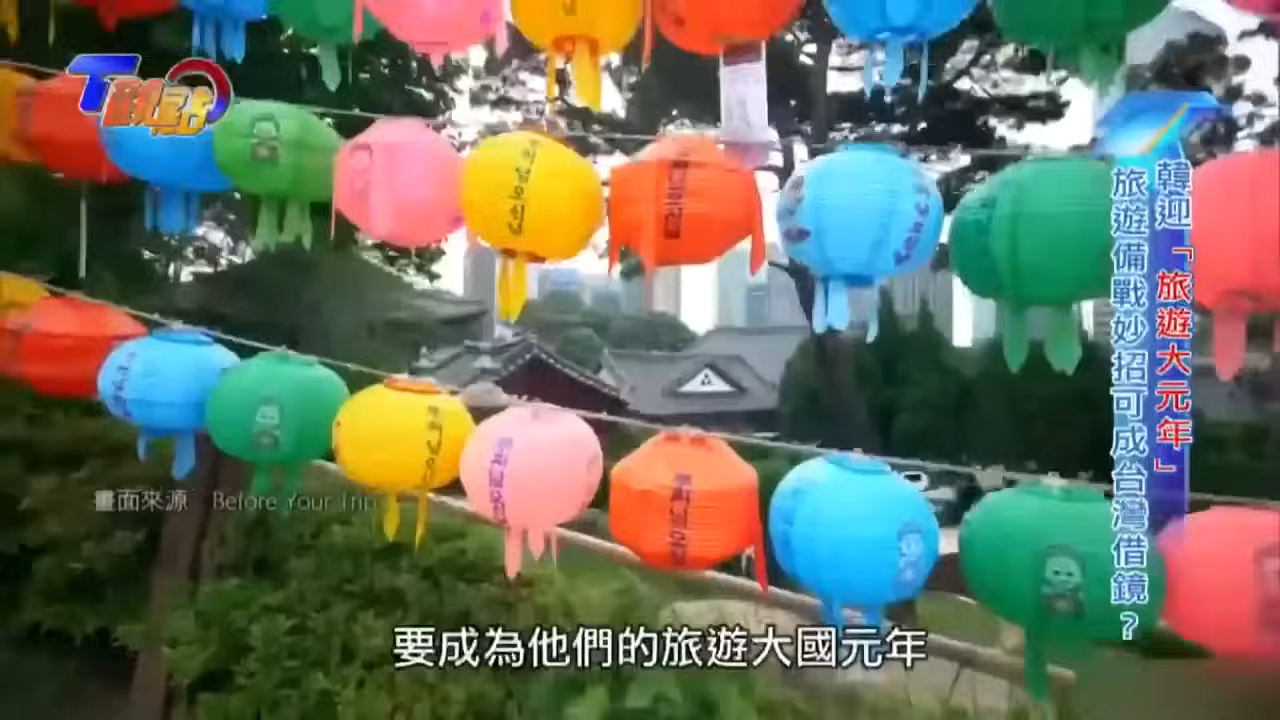 T觀點
韓迎「旅遊大元年」
旅遊備戰妙招可成台灣借鏡？
畫面來源 Before Your Trip
要成為他們的旅遊大國元年